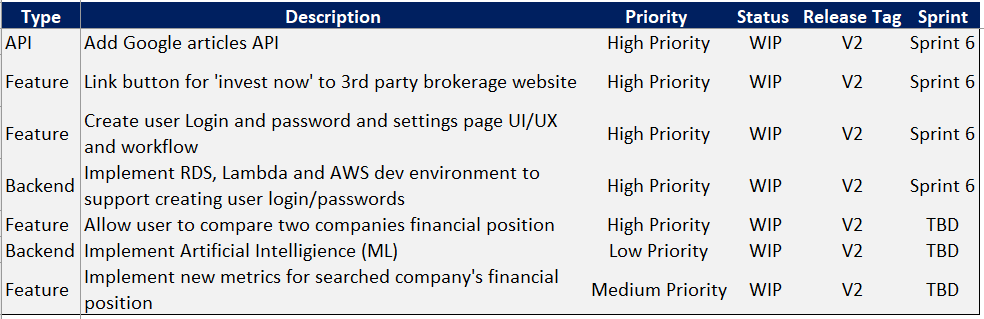 Type Description Priority Status Release Tag Sprint
API Add Google articles API High Priority WIP V2 Sprint 6
Feature Link button for 'invest now' to 3rd party brokerage website High Priority WIP V2 Sprint 6
Feature Create user Login and password and settings page UI/UX
and workflow High Priority WIP V2 Sprint 6
Backend Implement RDS, Lambda and AWS dev environment to
support creating user login/passwords High Priority WIP V2 Sprint 6
Feature Allow user to compare two companies financial position High Priority WIP V2 TBD
Backend Implement Artificial Intelligience (ML) Low Priority WIP V2 TBD
Feature Implement new metrics for searched company's financial
position Medium Priority WIP V2 TBD